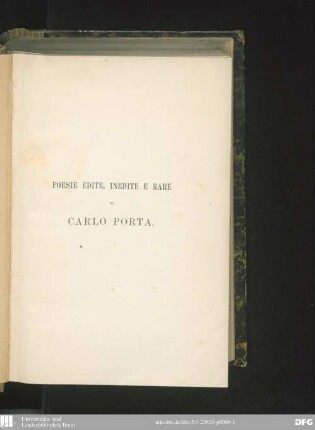 POESIE EDITE, INEDITE E RARE
DI
CARLO PORTA.
Universitäts- und
Landesbibliothek Bonn
DFG